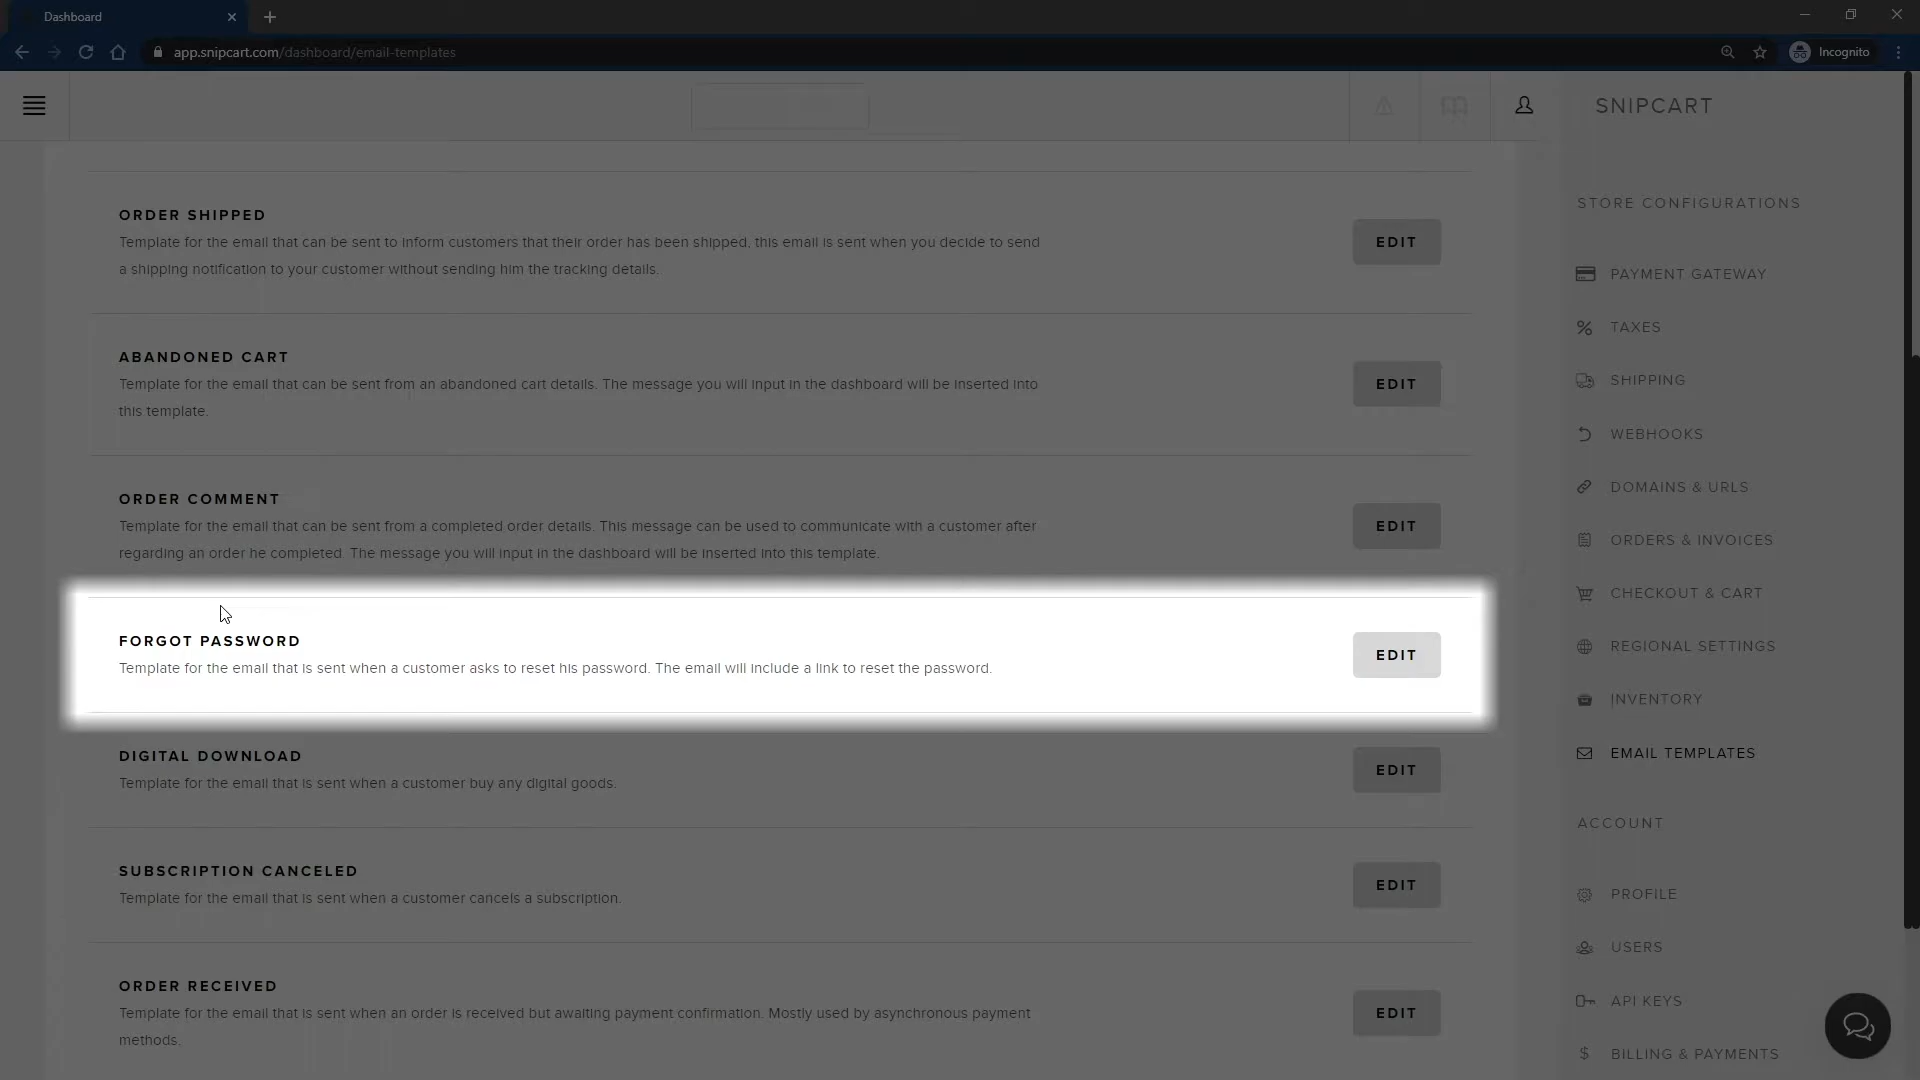 Dashboard
app.snipcart.com/dashboard/email-templates
Incognito
SNIPCART
ORDER SHIPPED
Template for the email that can be sent to inform customers that their order has been shipped, this email is sent when you decide to send
a shipping notification to your customer without sending him the tracking details.
EDIT
ABANDONED CART
Template for the email that can be sent from an abandoned cart details. The message you will input in the dashboard will be inserted into
this template.
EDIT
ORDER COMMENT
Template for the email that can be sent from a completed order details. This message can be used to communicate with a customer after
regarding an order he completed. The message you will input in the dashboard will be inserted into this template.
EDIT
FORGOT PASSWORD
Template for the email that is sent when a customer asks to reset his password. The email will include a link to reset the password.
EDIT
DIGITAL DOWNLOAD
Template for the email that is sent when a customer buy any digital goods.
EDIT
SUBSCRIPTION CANCELED
Template for the email that is sent when a customer cancels a subscription.
EDIT
ORDER RECEIVED
Template for the email that is sent when an order is received but awaiting payment confirmation. Mostly used by asynchronous payment
methods.
EDIT
STORE CONFIGURATIONS
PAYMENT GATEWAY
TAXES
SHIPPING
WEBHOOKS
DOMAINS & URLS
ORDERS & INVOICES
CHECKOUT & CART
REGIONAL SETTINGS
INVENTORY
EMAIL TEMPLATES
ACCOUNT
PROFILE
USERS
API KEYS
BILLING & PAYMENTS